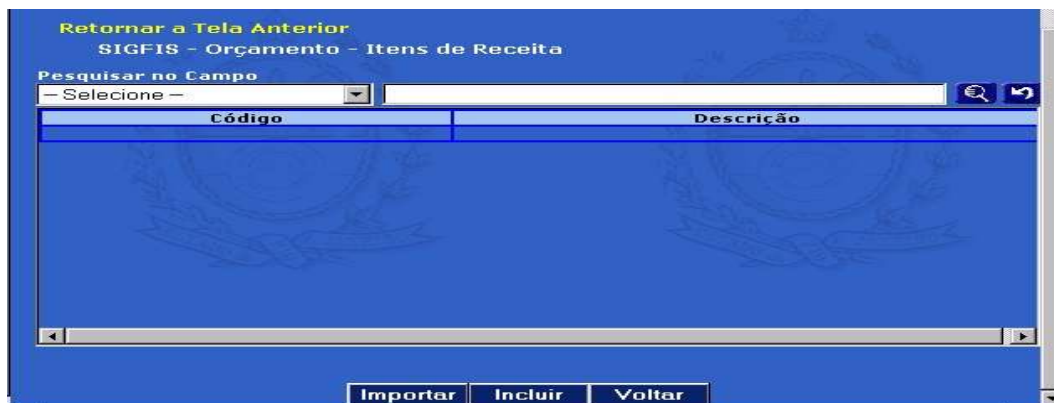 Retornar a Tela Anterior
SIGFIS - Orçamento - Itens de Receita
Pesquisar no Campo
-- Selecione --
Código Descrição
Importar Incluir Voltar